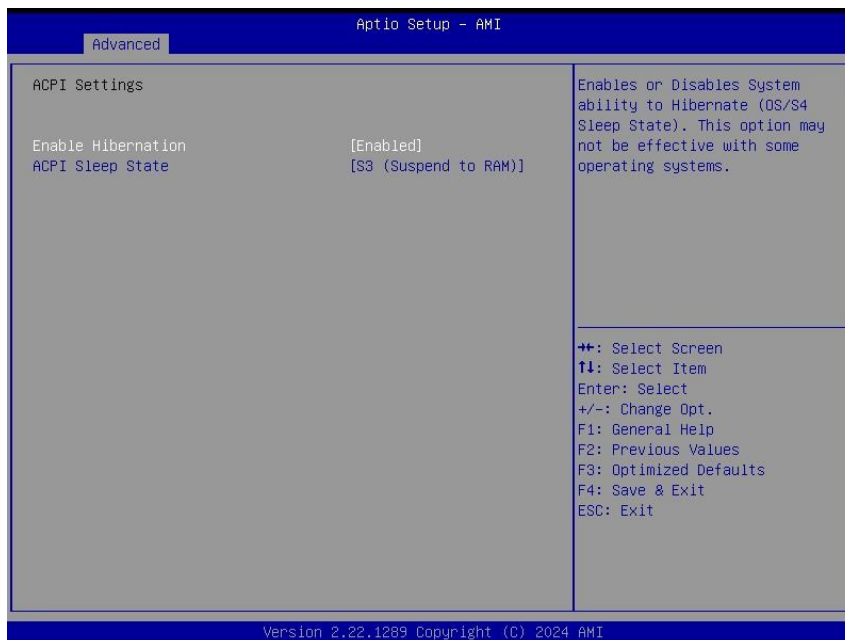 Aptio Setup – AMI
Advanced
ACPI Settings
Enable Hibernation [Enabled]
ACPI Sleep State [S3 (Suspend to RAM)]
Enables or Disables System
ability to Hibernate (OS/S4
Sleep State). This option may
not be effective with some
operating systems.
→←: Select Screen
↑↓: Select Item
Enter: Select
+/-: Change Opt.
F1: General Help
F2: Previous Values
F3: Optimized Defaults
F4: Save & Exit
ESC: Exit
Version 2.22.1289 Copyright (C) 2024 AMI